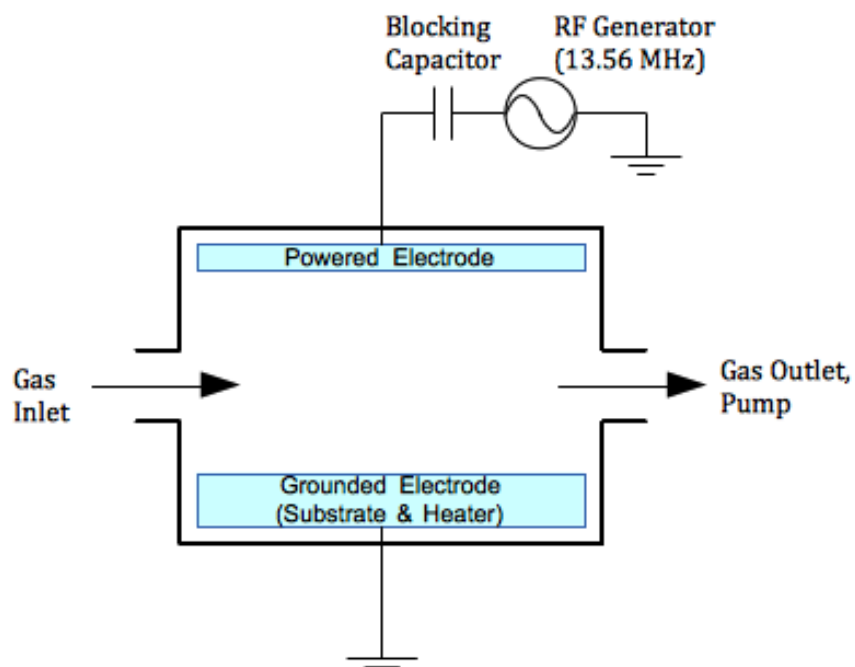 Blocking
Capacitor
RF Generator
(13.56 MHz)
Powered Electrode
Gas
Inlet
Gas Outlet,
Pump
Grounded Electrode
(Substrate & Heater)